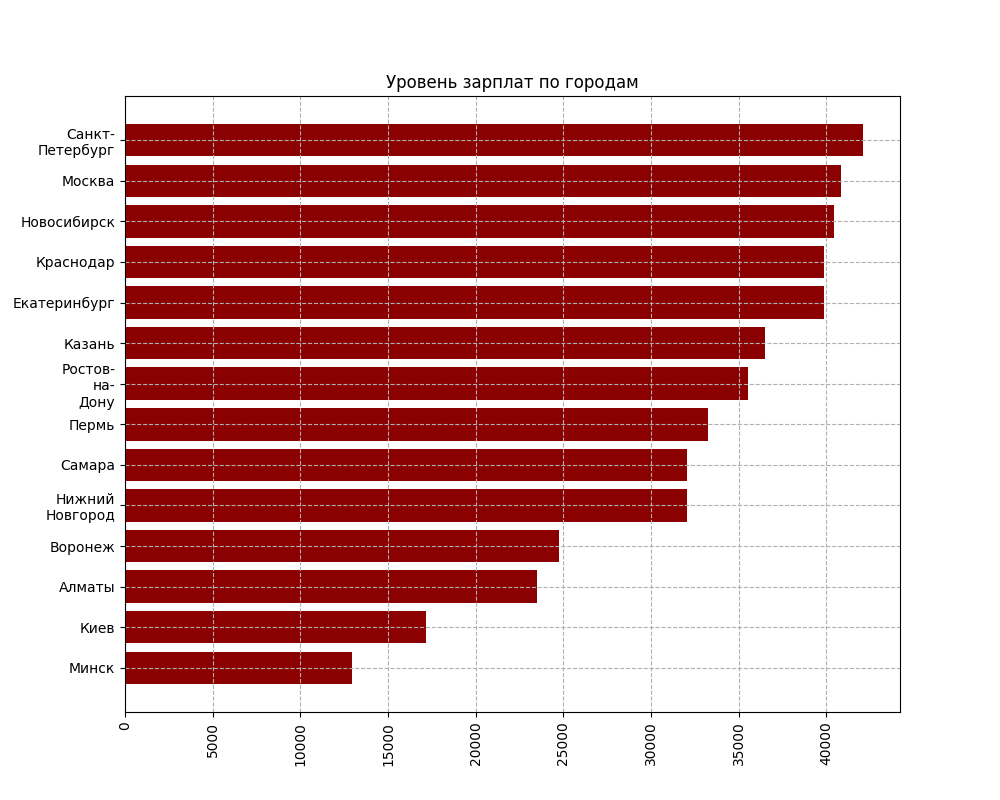 Уровень зарплат по городам
Санкт-
Петербург
Москва
Новосибирск
Краснодар
Екатеринбург
Казань
Ростов-
на-
Дону
Пермь
Самара
Нижний
Новгород
Воронеж
Алматы
Киев
Минск
0
5000
10000
15000
20000
25000
30000
35000
40000